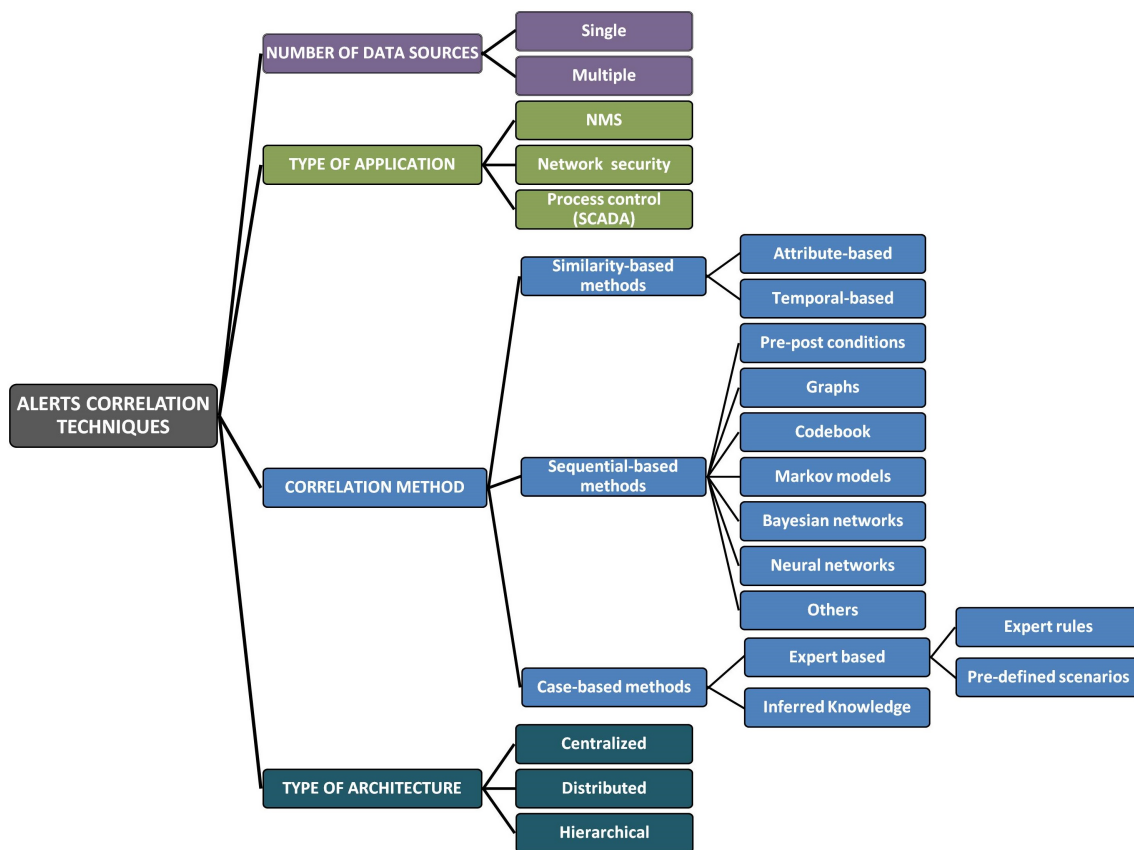 NUMBER OF DATA SOURCES
Single
Multiple
TYPE OF APPLICATION
NMS
Network security
Process control
(SCADA)
ALERTS CORRELATION
TECHNIQUES
CORRELATION METHOD
Similarity-based
methods
Attribute-based
Temporal-based
Sequential-based
methods
Pre-post conditions
Graphs
Codebook
Markov models
Bayesian networks
Neural networks
Others
Case-based methods
Expert based
Expert rules
Pre-defined scenarios
Inferred Knowledge
TYPE OF ARCHITECTURE
Centralized
Distributed
Hierarchical